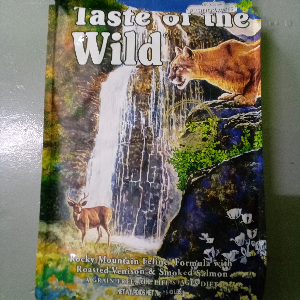 Taste of the
Wild
Rocky Mountain Feline Formula with
Roasted Venison & Smoked Salmon